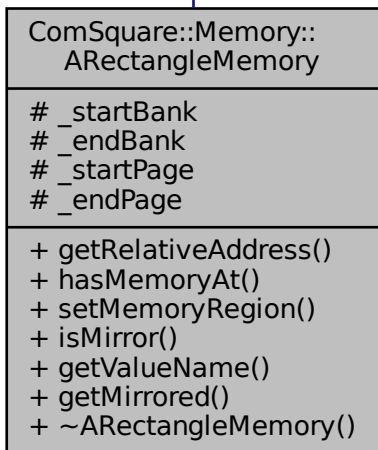 ComSquare::Memory::
ARectangleMemory
# _startBank
# _endBank
# _startPage
# _endPage
+ getRelativeAddress()
+ hasMemoryAt()
+ setMemoryRegion()
+ isMirror()
+ getValueName()
+ getMirrored()
+ ~ARectangleMemory()